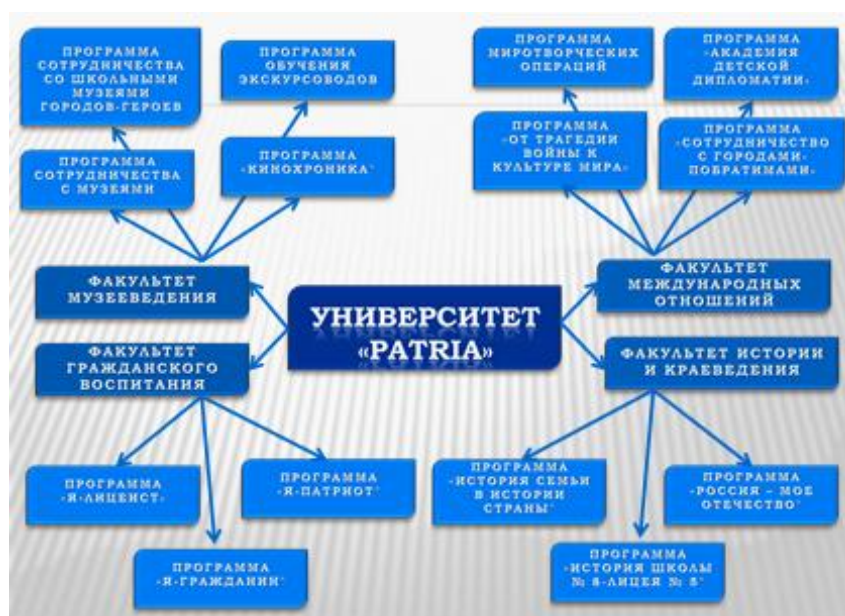 ПРОГРАММА
СОТРУДНИЧЕСТВА
СО ШКОЛЬНЫМИ
МУЗЕЯМИ
ГОРОДОВ-ГЕРОЕВ
ПРОГРАММА
ОБУЧЕНИЯ
ЭКСКУРСОВОДОВ
ПРОГРАММА
МИРОТВОРЧЕСКИХ
ОПЕРАЦИЙ
ПРОГРАММА
«АКАДЕМИЯ
ДЕТСКОЙ
ДИПЛОМАТИИ»
ПРОГРАММА
СОТРУДНИЧЕСТВА
С МУЗЕЯМИ
ПРОГРАММА
«КИНОХРОНИКА"
ПРОГРАММА
«ОТ ТРАГЕДИИ
ВОЙНЫ К
КУЛЬТУРЕ МИРА»
ПРОГРАММА
«СОТРУДНИЧЕСТВО
С ГОРОДАМИ-
ПОБРАТИМАМИ»
ФАКУЛЬТЕТ
МУЗЕЕВЕДЕНИЯ
ФАКУЛЬТЕТ
МЕЖДУНАРОДНЫХ
ОТНОШЕНИЙ
УНИВЕРСИТЕТ
«PATRIA»
ФАКУЛЬТЕТ
ГРАЖДАНСКОГО
ВОСПИТАНИЯ
ФАКУЛЬТЕТ ИСТОРИИ
И КРАЕВЕДЕНИЯ
ПРОГРАММА
«Я-ЛИЦЕИСТ»
ПРОГРАММА
«Я-ПАТРИОТ"
ПРОГРАММА
«ИСТОРИЯ СЕМЬИ
В ИСТОРИИ
СТРАНЫ"
ПРОГРАММА
«РОССИЯ – МОЕ
ОТЕЧЕСТВО"
ПРОГРАММА
«Я-ГРАЖДАНИН"
ПРОГРАММА
«ИСТОРИЯ ШКОЛЫ
№ 8-ЛИЦЕЯ № 5"